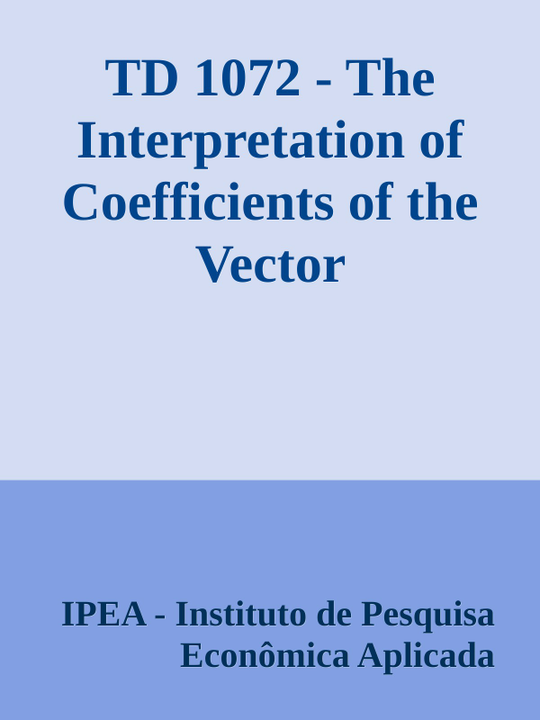 TD 1072 - The
Interpretation of
Coefficients of the
Vector
IPEA - Instituto de Pesquisa
Econômica Aplicada